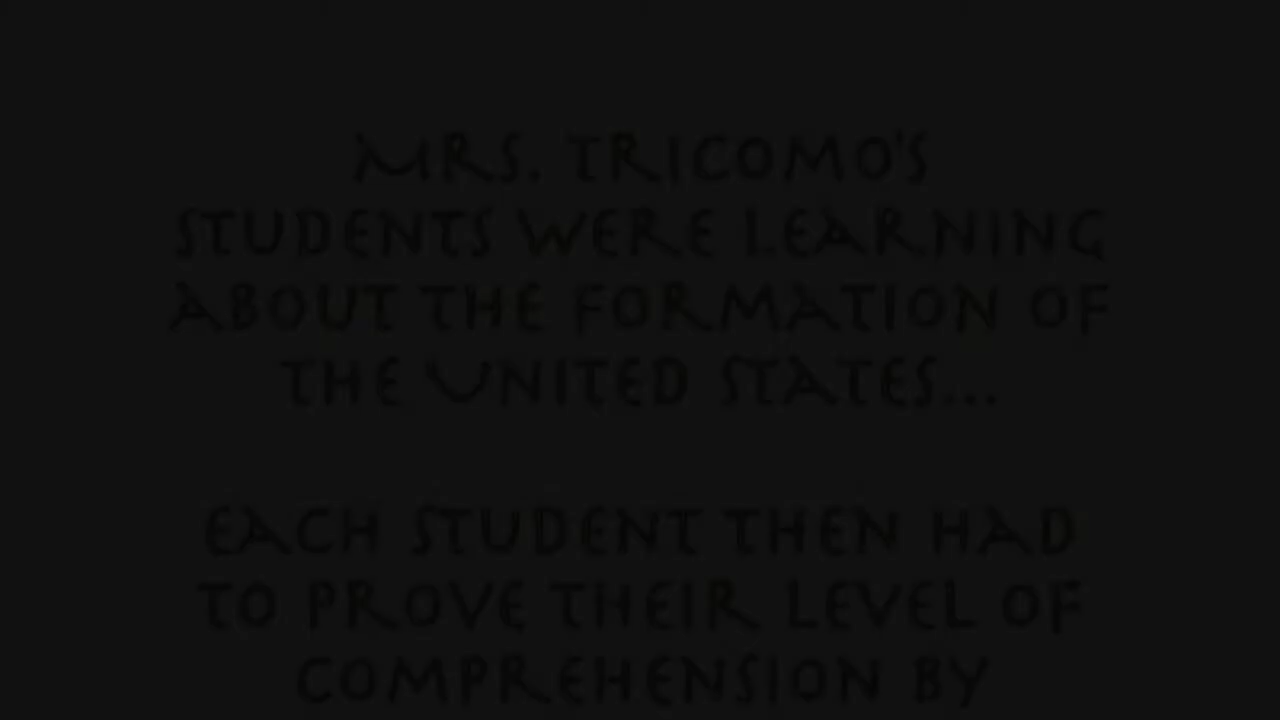 Mrs. Tricomo's
students were learning
about the formation of
the United States...
Each student then had
to prove their level of
comprehension by